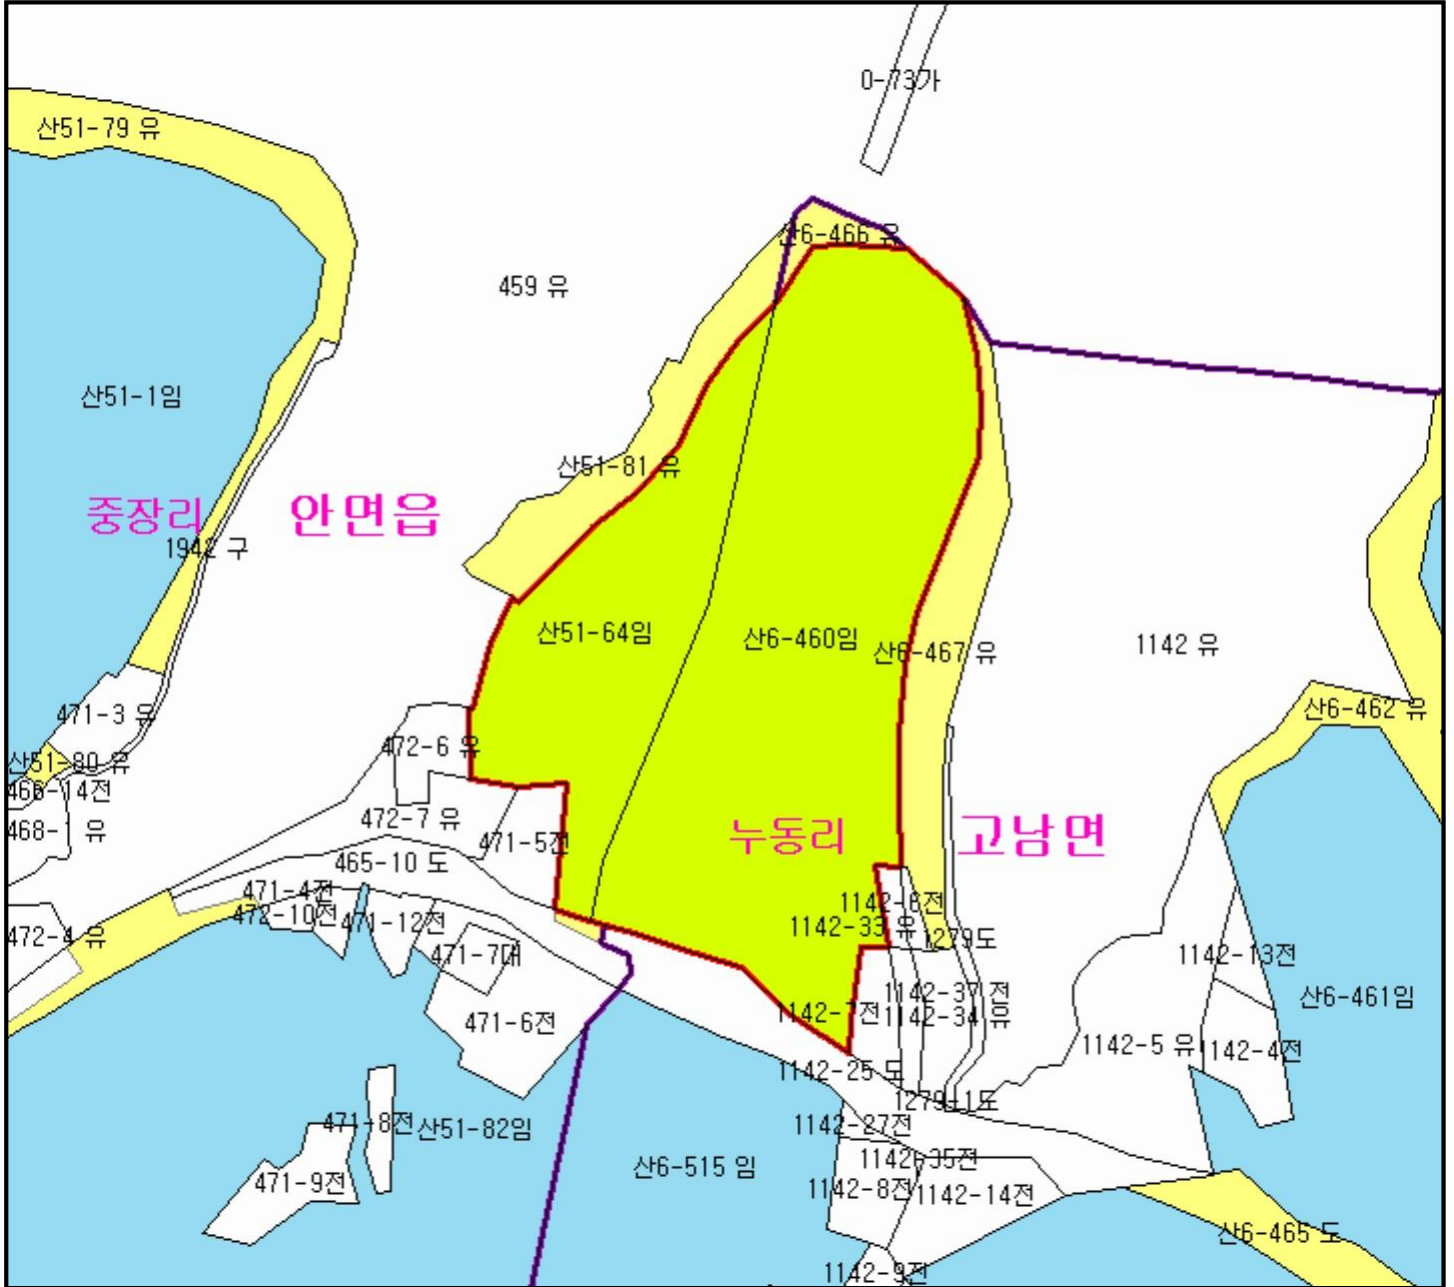 0-73가
산51-79 유
산6-466 유
459 유
산51-1임
산51-81 유
중장리
안면읍
1942 구
산51-64임
산6-460임
산6-467 유
1142 유
471-3 유
산6-462 유
472-6 유
산51-80 유
466-14전
472-7 유
468-1 유
471-5전
누동리
고남면
465-10 도
471-4전
1142-6전
472-10전
471-12전
1142-33 유
472-4 유
1279도
471-7대
1142-13전
1142-37 전
산6-461임
471-6전
1142-7전
1142-34 유
1142-5 유
1142-4전
1142-25 도
1279-1도
471-8전
산51-82임
1142-27전
산6-515 임
1142-35전
471-9전
1142-8전
1142-14전
산6-465 도
1142-9전